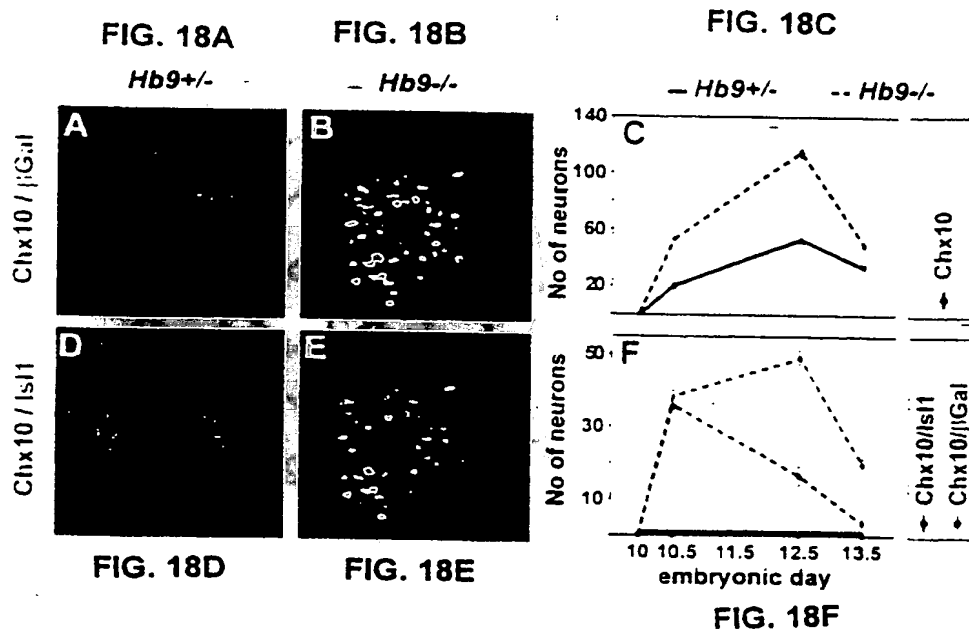 FIG. 18A
FIG. 18B
FIG. 18C
Hb9+/-
– Hb9-/-
— Hb9+/-
-- Hb9-/-
Chx10 / βGal
A
B
C
140
100
60
20
No of neurons
Chx10
Chx10 / Isl1
D
E
F
50
30
10
No of neurons
Chx10/Isl1
Chx10/βGal
10 10.5 11.5 12.5 13.5
embryonic day
FIG. 18D
FIG. 18E
FIG. 18F